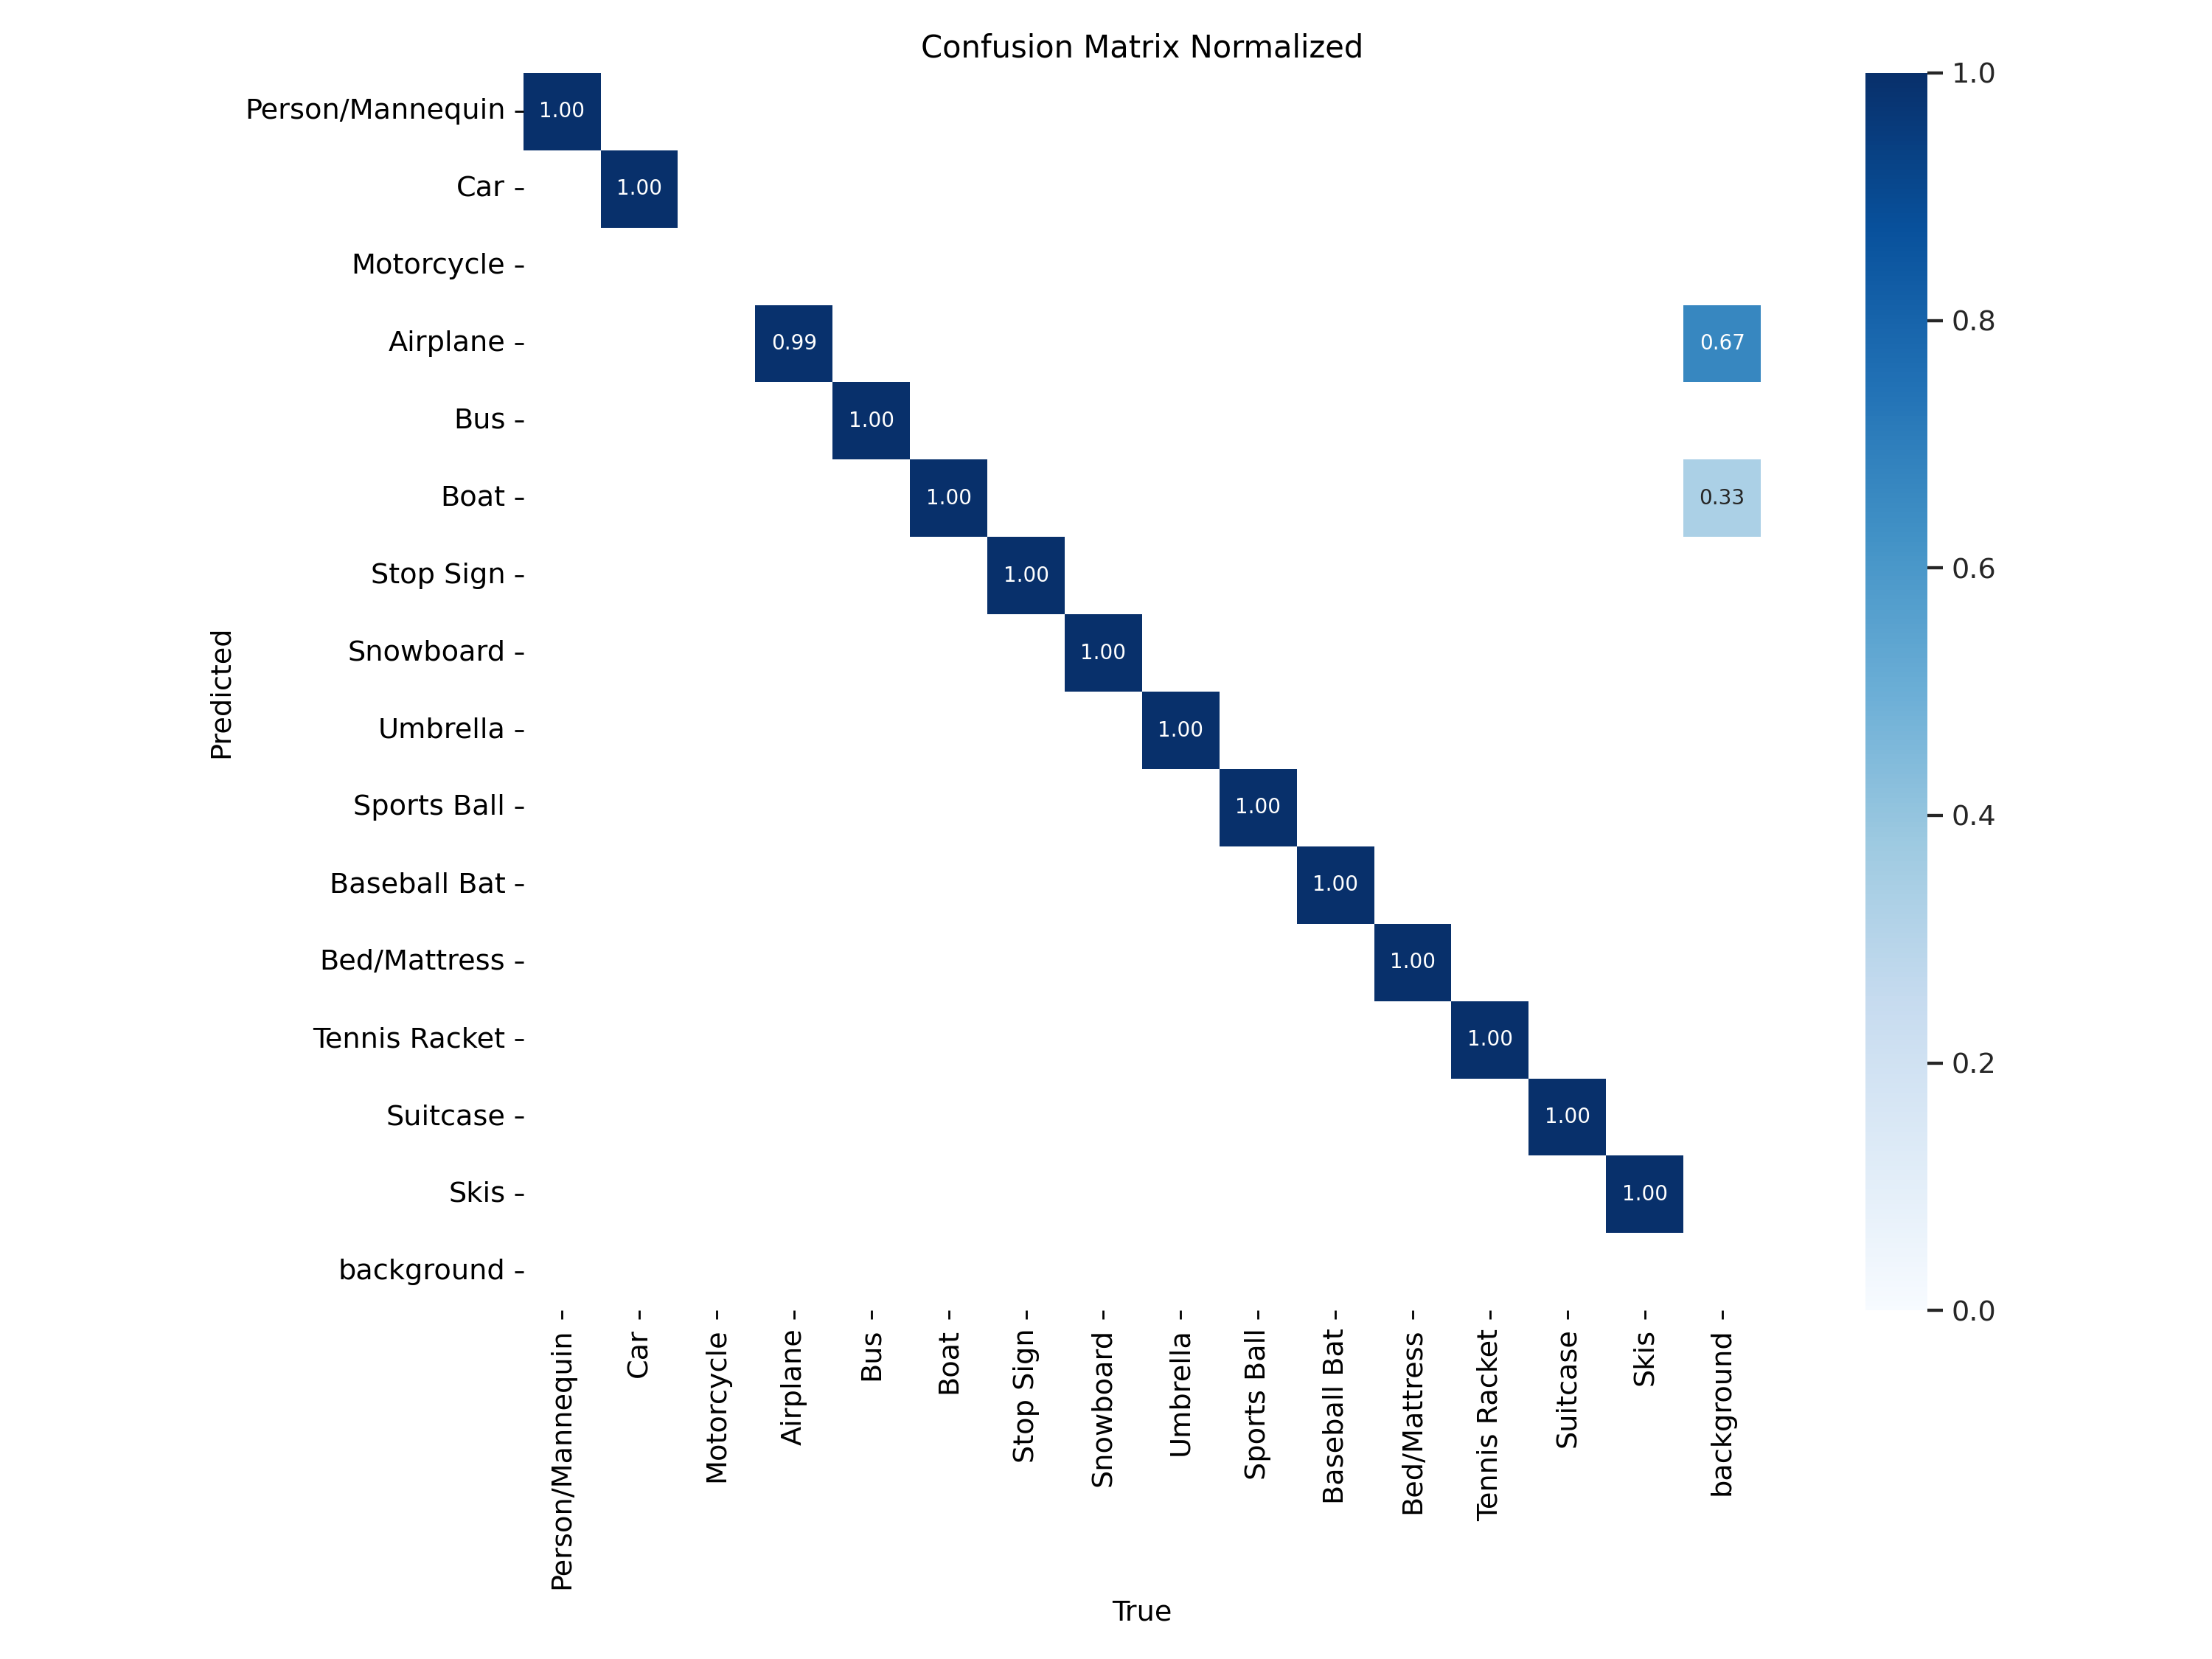 Confusion Matrix Normalized
Person/Mannequin
1.00
1.0
Car
1.00
Motorcycle
Airplane
0.99
0.67
0.8
Bus
1.00
Boat
1.00
0.33
Stop Sign
1.00
0.6
Snowboard
1.00
Predicted
Umbrella
1.00
Sports Ball
1.00
0.4
Baseball Bat
1.00
Bed/Mattress
1.00
Tennis Racket
1.00
0.2
Suitcase
1.00
Skis
1.00
background
0.0
Person/Mannequin
Car
Motorcycle
Airplane
Bus
Boat
Stop Sign
Snowboard
Umbrella
Sports Ball
Baseball Bat
Bed/Mattress
Tennis Racket
Suitcase
Skis
background
True